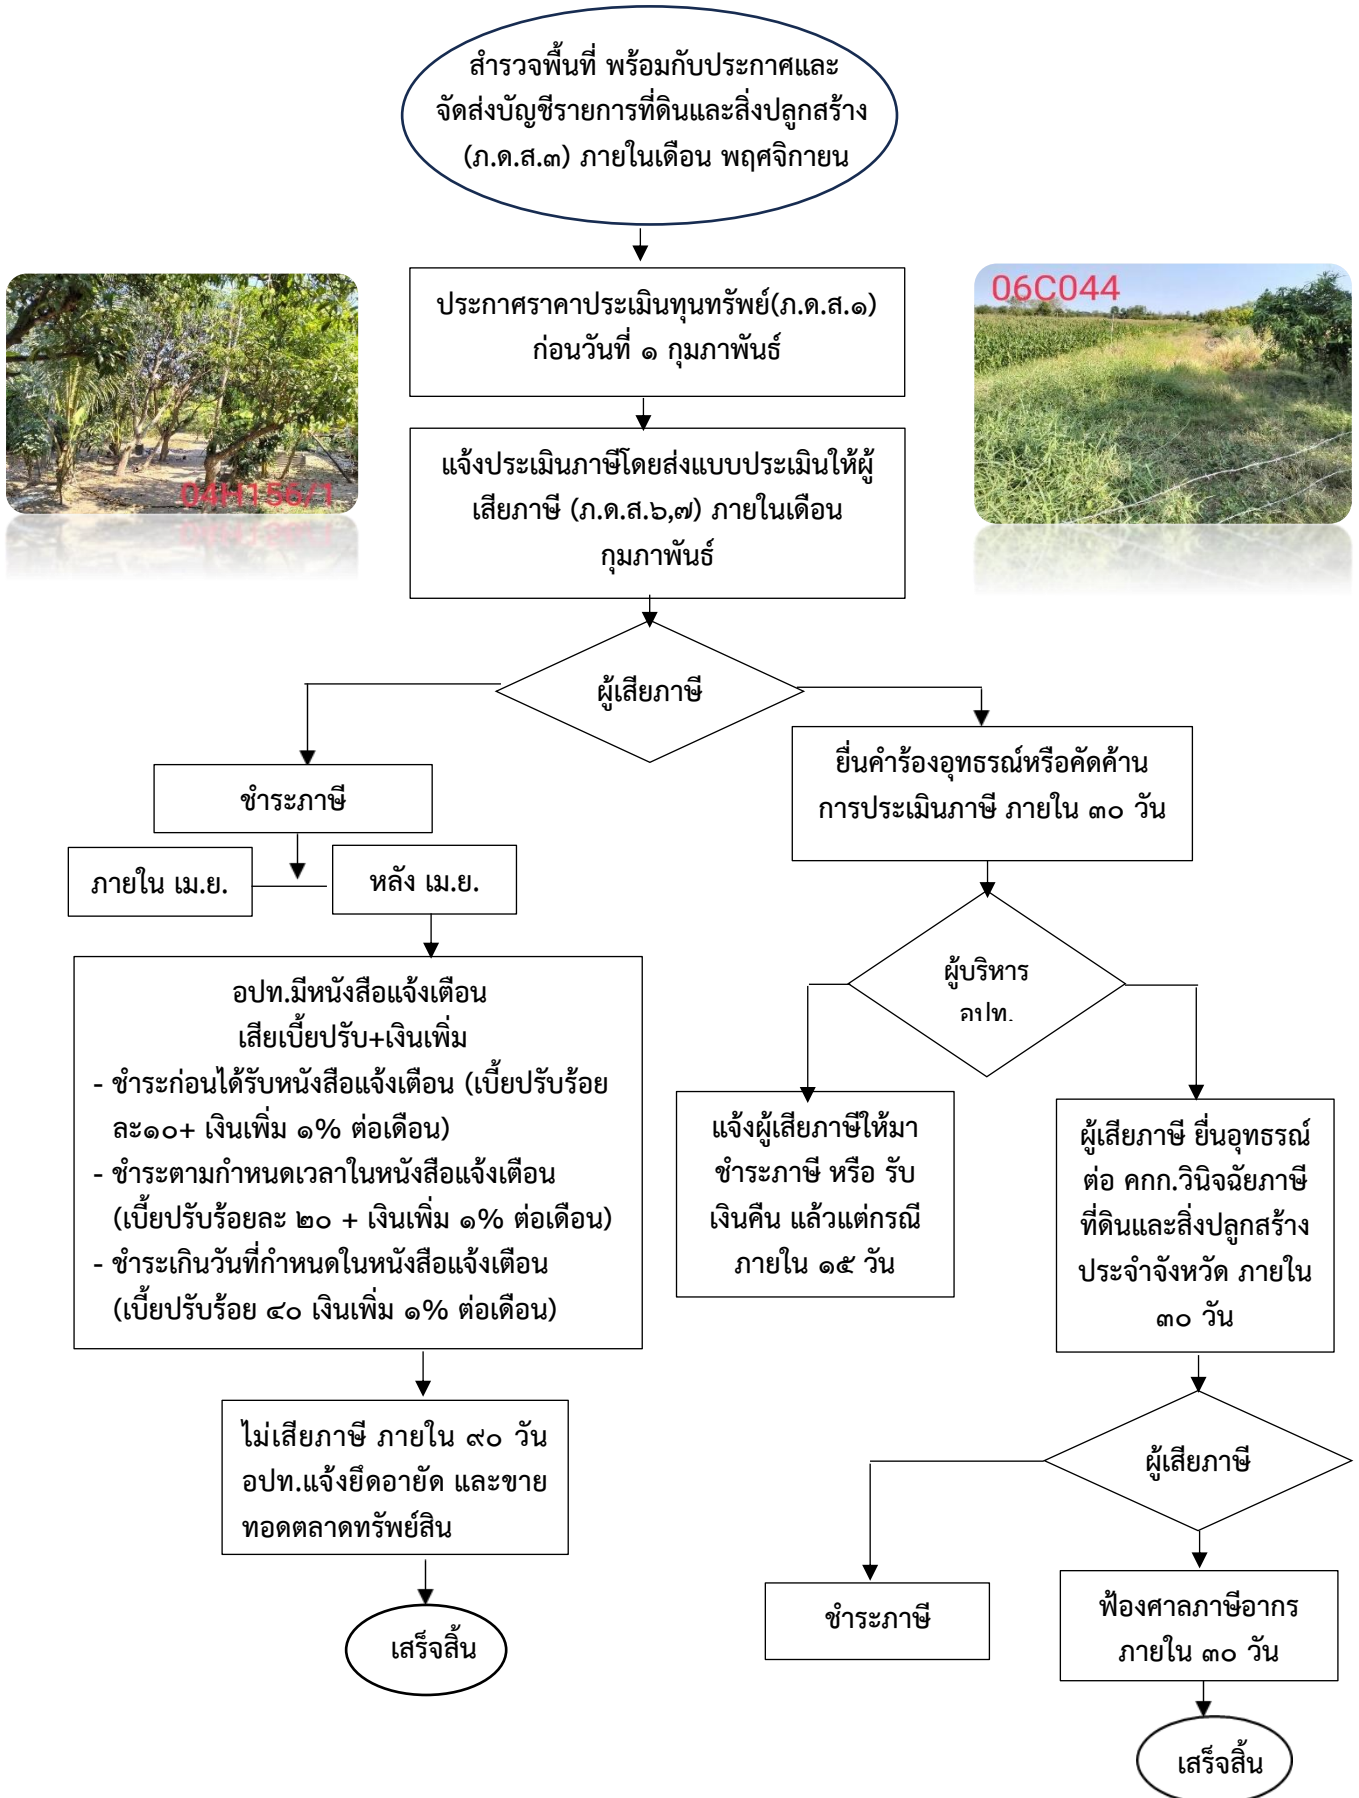 สำรวจพื้นที่ พร้อมกับประกาศและ
จัดส่งบัญชีรายการที่ดินและสิ่งปลูกสร้าง
(ภ.ด.ส.๓) ภายในเดือน พฤศจิกายน
ประกาศราคาประเมินทุนทรัพย์(ภ.ด.ส.๑)
ก่อนวันที่ ๑ กุมภาพันธ์
04H156/1
06C044
แจ้งประเมินภาษีโดยส่งแบบประเมินให้ผู้
เสียภาษี (ภ.ด.ส.๖,๗) ภายในเดือน
กุมภาพันธ์
ผู้เสียภาษี
ชำระภาษี
ภายใน เม.ย.
หลัง เม.ย.
อปท.มีหนังสือแจ้งเตือน
เสียเบี้ยปรับ+เงินเพิ่ม
- ชำระก่อนได้รับหนังสือแจ้งเตือน (เบี้ยปรับร้อย
ละ๑๐+ เงินเพิ่ม ๑% ต่อเดือน)
- ชำระตามกำหนดเวลาในหนังสือแจ้งเตือน
(เบี้ยปรับร้อยละ ๒๐ + เงินเพิ่ม ๑% ต่อเดือน)
- ชำระเกินวันที่กำหนดในหนังสือแจ้งเตือน
(เบี้ยปรับร้อย ๔๐ เงินเพิ่ม ๑% ต่อเดือน)
ไม่เสียภาษี ภายใน ๙๐ วัน
อปท.แจ้งยึดอายัด และขาย
ทอดตลาดทรัพย์สิน
เสร็จสิ้น
ยื่นคำร้องอุทธรณ์หรือคัดค้าน
การประเมินภาษี ภายใน ๓๐ วัน
ผู้บริหาร
อปท.
แจ้งผู้เสียภาษีให้มา
ชำระภาษี หรือ รับ
เงินคืน แล้วแต่กรณี
ภายใน ๑๕ วัน
ผู้เสียภาษี ยื่นอุทธรณ์
ต่อ คกก.วินิจฉัยภาษี
ที่ดินและสิ่งปลูกสร้าง
ประจำจังหวัด ภายใน
๓๐ วัน
ผู้เสียภาษี
ชำระภาษี
ฟ้องศาลภาษีอากร
ภายใน ๓๐ วัน
เสร็จสิ้น